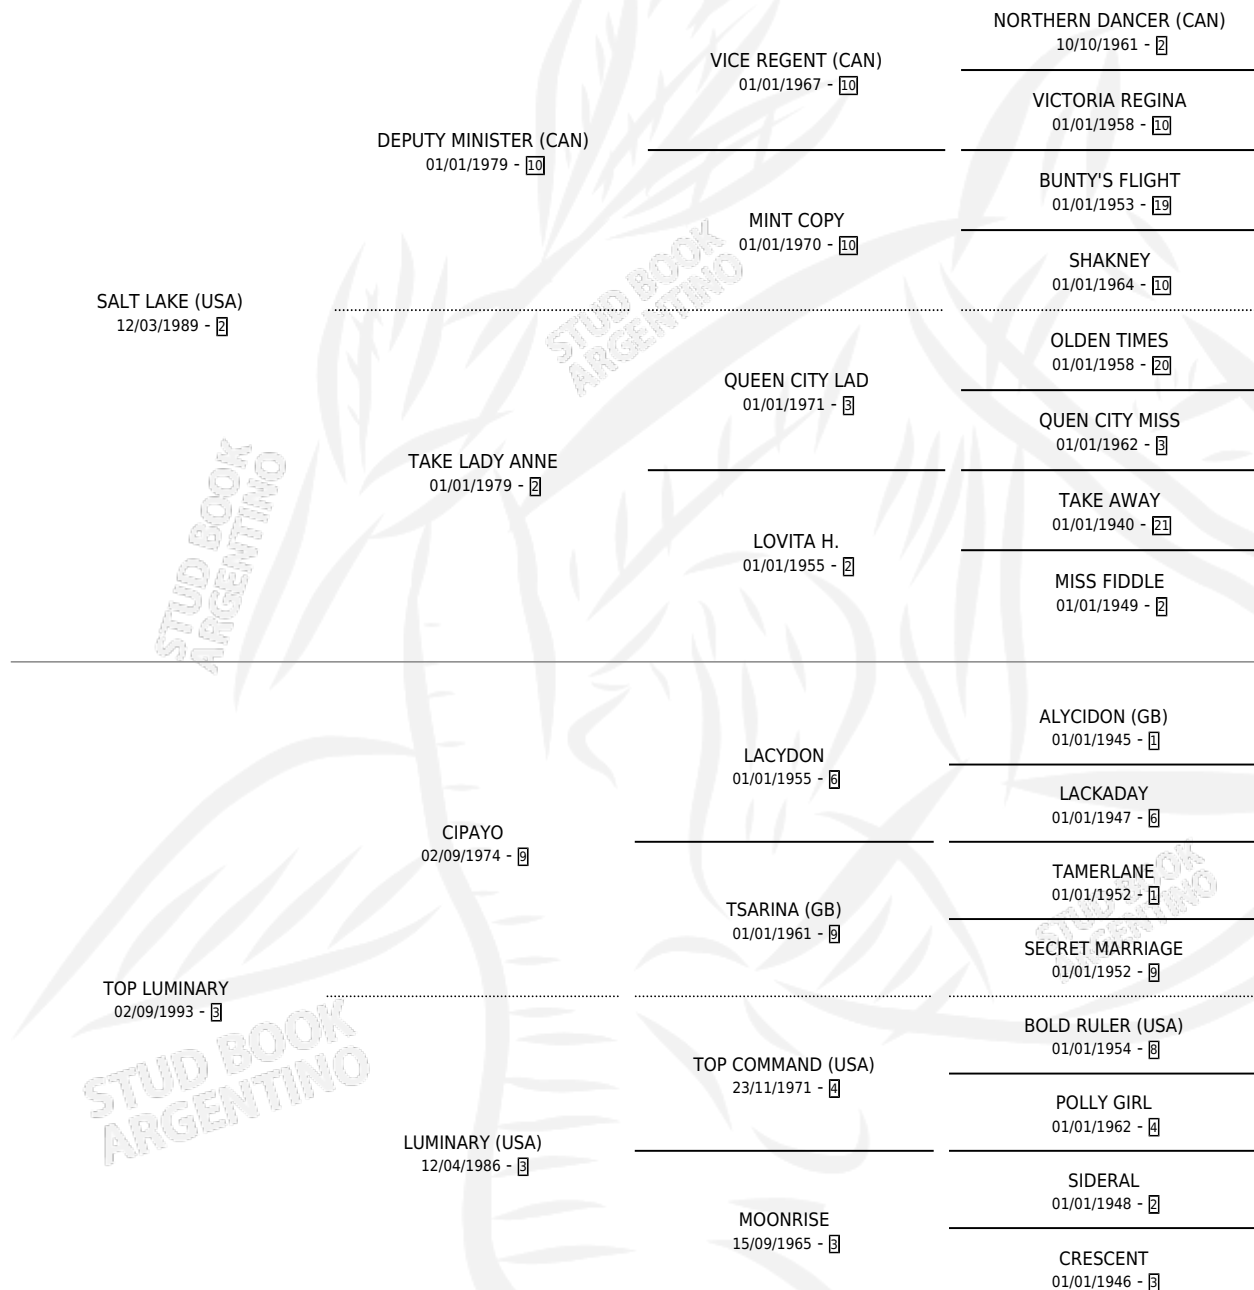 NORTHERN DANCER (CAN)
10/10/1961 - 2
VICE REGENT (CAN)
01/01/1967 - 10
VICTORIA REGINA
01/01/1958 - 10
DEPUTY MINISTER (CAN)
01/01/1979 - 10
BUNTY'S FLIGHT
01/01/1953 - 19
MINT COPY
01/01/1970 - 10
SHAKNEY
01/01/1964 - 10
SALT LAKE (USA)
12/03/1989 - 2
OLDEN TIMES
01/01/1958 - 20
QUEEN CITY LAD
01/01/1971 - 3
QUEN CITY MISS
01/01/1962 - 3
TAKE LADY ANNE
01/01/1979 - 2
TAKE AWAY
01/01/1940 - 21
LOVITA H.
01/01/1955 - 2
MISS FIDDLE
01/01/1949 - 2
STUD BOOK
ARGENTINO
STUD BOOK
ARGENTINO
ALYCIDON (GB)
01/01/1945 - 1
LACYDON
01/01/1955 - 6
LACKADAY
01/01/1947 - 6
CIPAYO
02/09/1974 - 9
TAMERLANE
01/01/1952 - 1
TSARINA (GB)
01/01/1961 - 9
SECRET MARRIAGE
01/01/1952 - 9
TOP LUMINARY
02/09/1993 - 3
BOLD RULER (USA)
01/01/1954 - 8
TOP COMMAND (USA)
23/11/1971 - 4
POLLY GIRL
01/01/1962 - 4
LUMINARY (USA)
12/04/1986 - 3
SIDERAL
01/01/1948 - 2
MOONRISE
15/09/1965 - 3
CRESCENT
01/01/1946 - 3
STUD BOOK
ARGENTINO
STUD BOOK
ARGENTINO